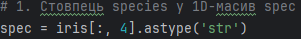 # 1. Стовпець species у 1D-масив spec
spec = iris[:, 4].astype('str')